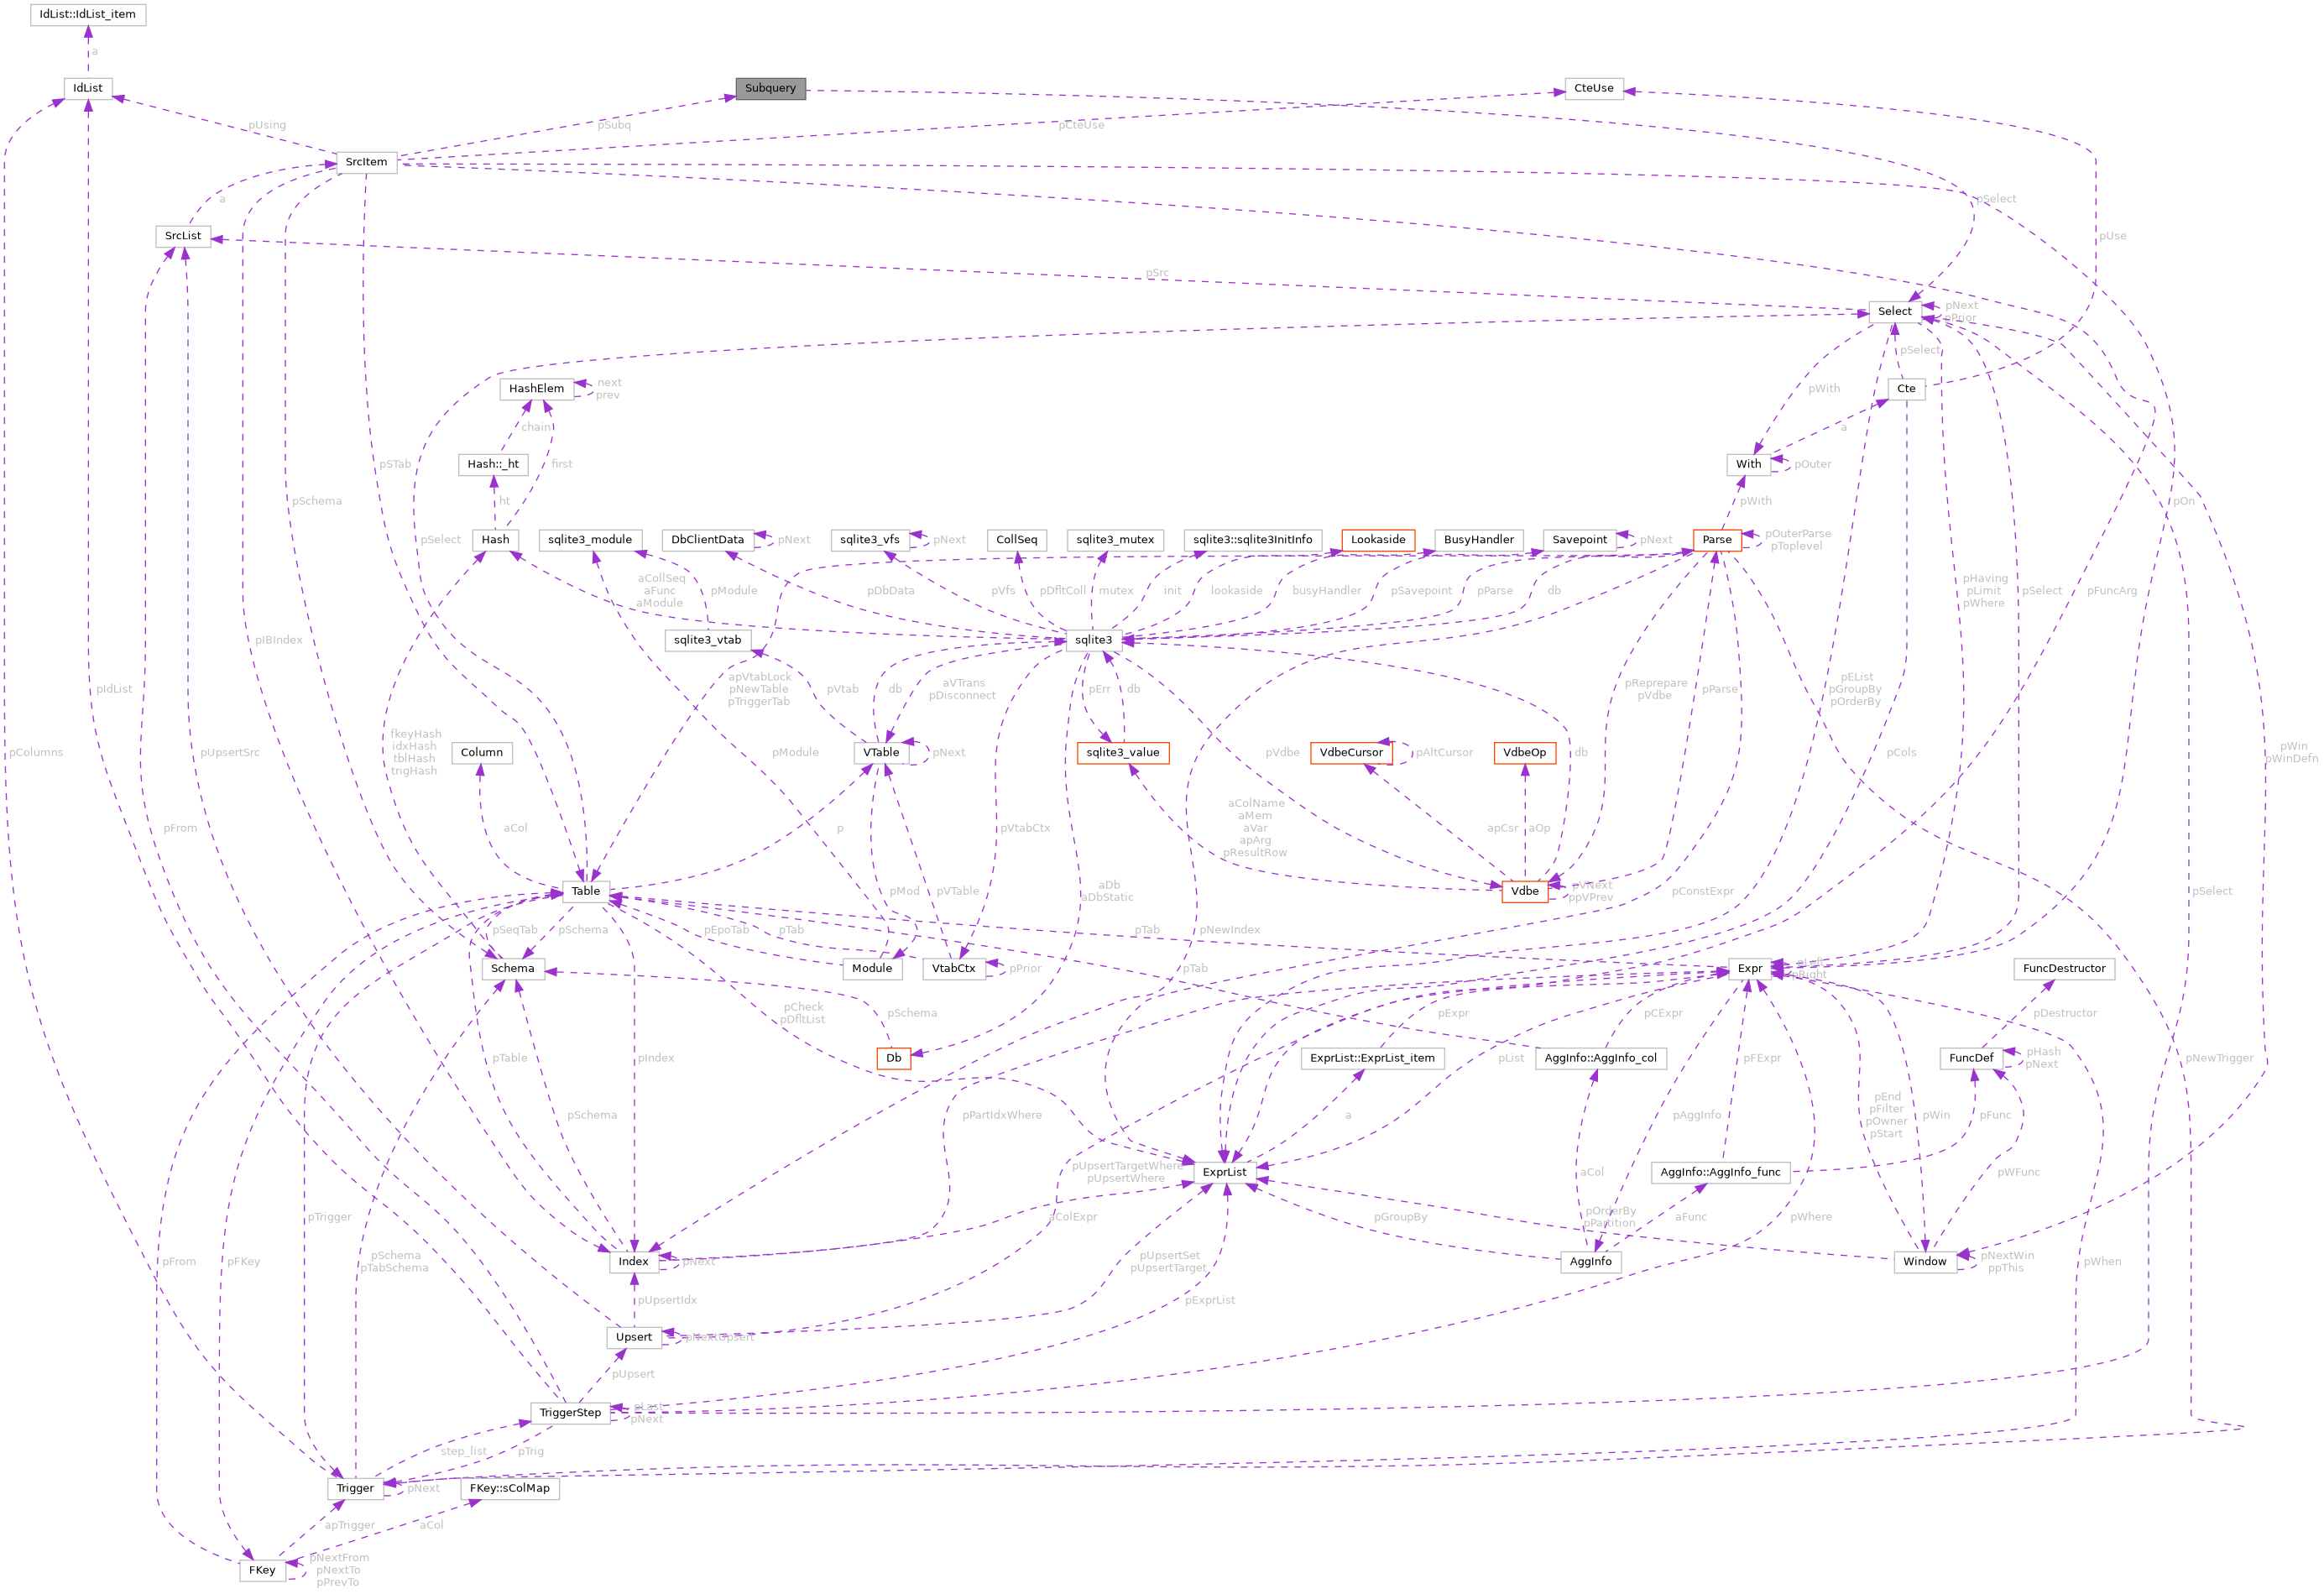 IdList::IdList_item
a
IdList
Subquery
CteUse
pUsing
pSubq
pCteUse
SrcItem
a
pSelect
SrcList
pUse
pSrc
Select
pNext
pPrior
pSelect
HashElem
next
prev
pWith
Cte
chain
a
Hash::_ht
first
With
pOuter
pSTab
ht
pWith
pOn
pSchema
Hash
sqlite3_module
DbClientData
pNext
sqlite3_vfs
pNext
CollSeq
sqlite3_mutex
sqlite3::sqlite3InitInfo
Lookaside
BusyHandler
Savepoint
pNext
Parse
pOuterParse
pToplevel
pSelect
aCollSeq
aFunc
aModule
pModule
pDbData
pVfs
pDfltColl
mutex
init
lookaside
busyHandler
pSavepoint
pParse
db
pHaving
pLimit
pWhere
pSelect
pFuncArg
pIBIndex
sqlite3_vtab
sqlite3
pIdList
apVtabLock
pNewTable
pTriggerTab
pVtab
db
aVTrans
pDisconnect
pErr
db
pReprepare
pVdbe
pParse
pEList
pGroupBy
pOrderBy
pColumns
pUpsertSrc
fkeyHash
idxHash
tblHash
trigHash
Column
pModule
VTable
pNext
sqlite3_value
pVdbe
VdbeCursor
pAltCursor
VdbeOp
db
pCols
pWin
pWinDefn
pFrom
aCol
p
pVtabCtx
aColName
aMem
aVar
apArg
pResultRow
apCsr
aOp
Table
pMod
pVTable
aDb
aDbStatic
Vdbe
pVNext
ppVPrev
pConstExpr
pSelect
pSeqTab
pSchema
pEpoTab
pTab
pNewIndex
pTab
Schema
Module
VtabCtx
pPrior
pTab
Expr
pLeft
pRight
FuncDestructor
pCheck
pDfltList
pSchema
pExpr
pCExpr
pDestructor
pTable
pIndex
Db
ExprList::ExprList_item
pList
AggInfo::AggInfo_col
pFExpr
FuncDef
pHash
pNext
pNewTrigger
pSchema
pPartIdxWhere
a
pAggInfo
pEnd
pFilter
pOwner
pStart
pWin
pFunc
pUpsertTargetWhere
pUpsertWhere
ExprList
aCol
AggInfo::AggInfo_func
pWFunc
pTrigger
aColExpr
pGroupBy
pOrderBy
pPartition
aFunc
pWhere
pFrom
pFKey
pSchema
pTabSchema
Index
pNext
pUpsertSet
pUpsertTarget
AggInfo
Window
pNextWin
ppThis
pWhen
pUpsertIdx
pExprList
Upsert
pNextUpsert
pUpsert
TriggerStep
pLast
pNext
step_list
pTrig
Trigger
pNext
FKey::sColMap
apTrigger
aCol
FKey
pNextFrom
pNextTo
pPrevTo